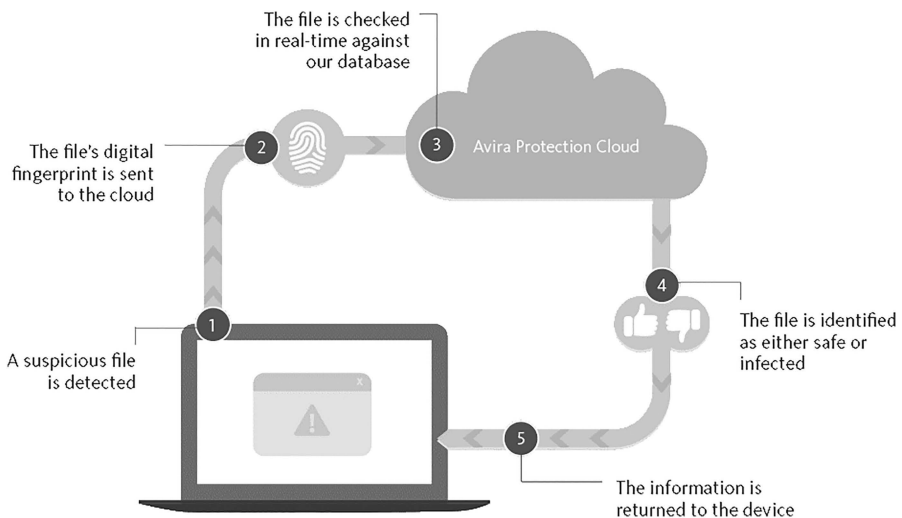 The file is checked
in real-time against
our database
2
3
Avira Protection Cloud
The file's digital
fingerprint is sent
to the cloud
4
1
The file is identified
as either safe or
infected
A suspicious file
is detected
X
!
5
The information is
returned to the device